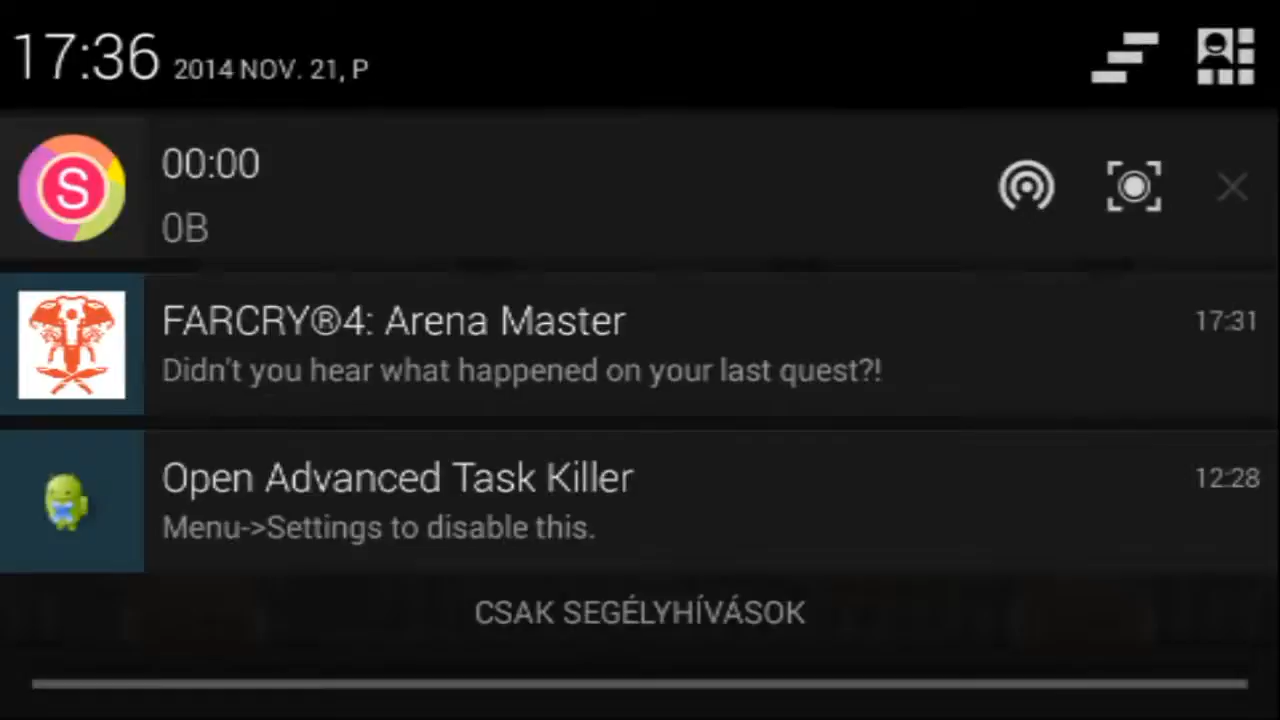 17:36 2014 NOV. 21., P
S
00:00
0B
FARCRY®4: Arena Master 17:31
Didn't you hear what happened on your last quest?!
Open Advanced Task Killer 12:28
Menu->Settings to disable this.
CSAK SEGÉLYHÍVÁSOK